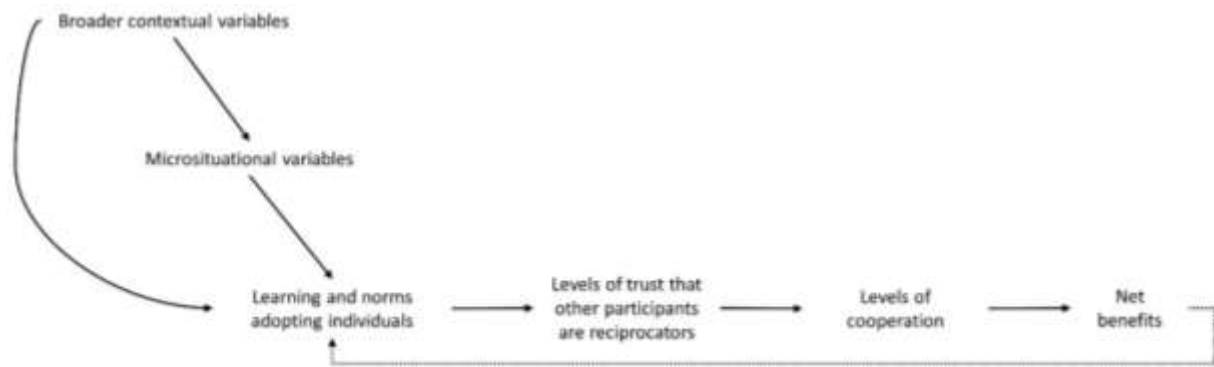 Broader contextual variables
Microsituational variables
Learning and norms
adopting individuals
Levels of trust that
other participants
are reciprocators
Levels of
cooperation
Net
benefits